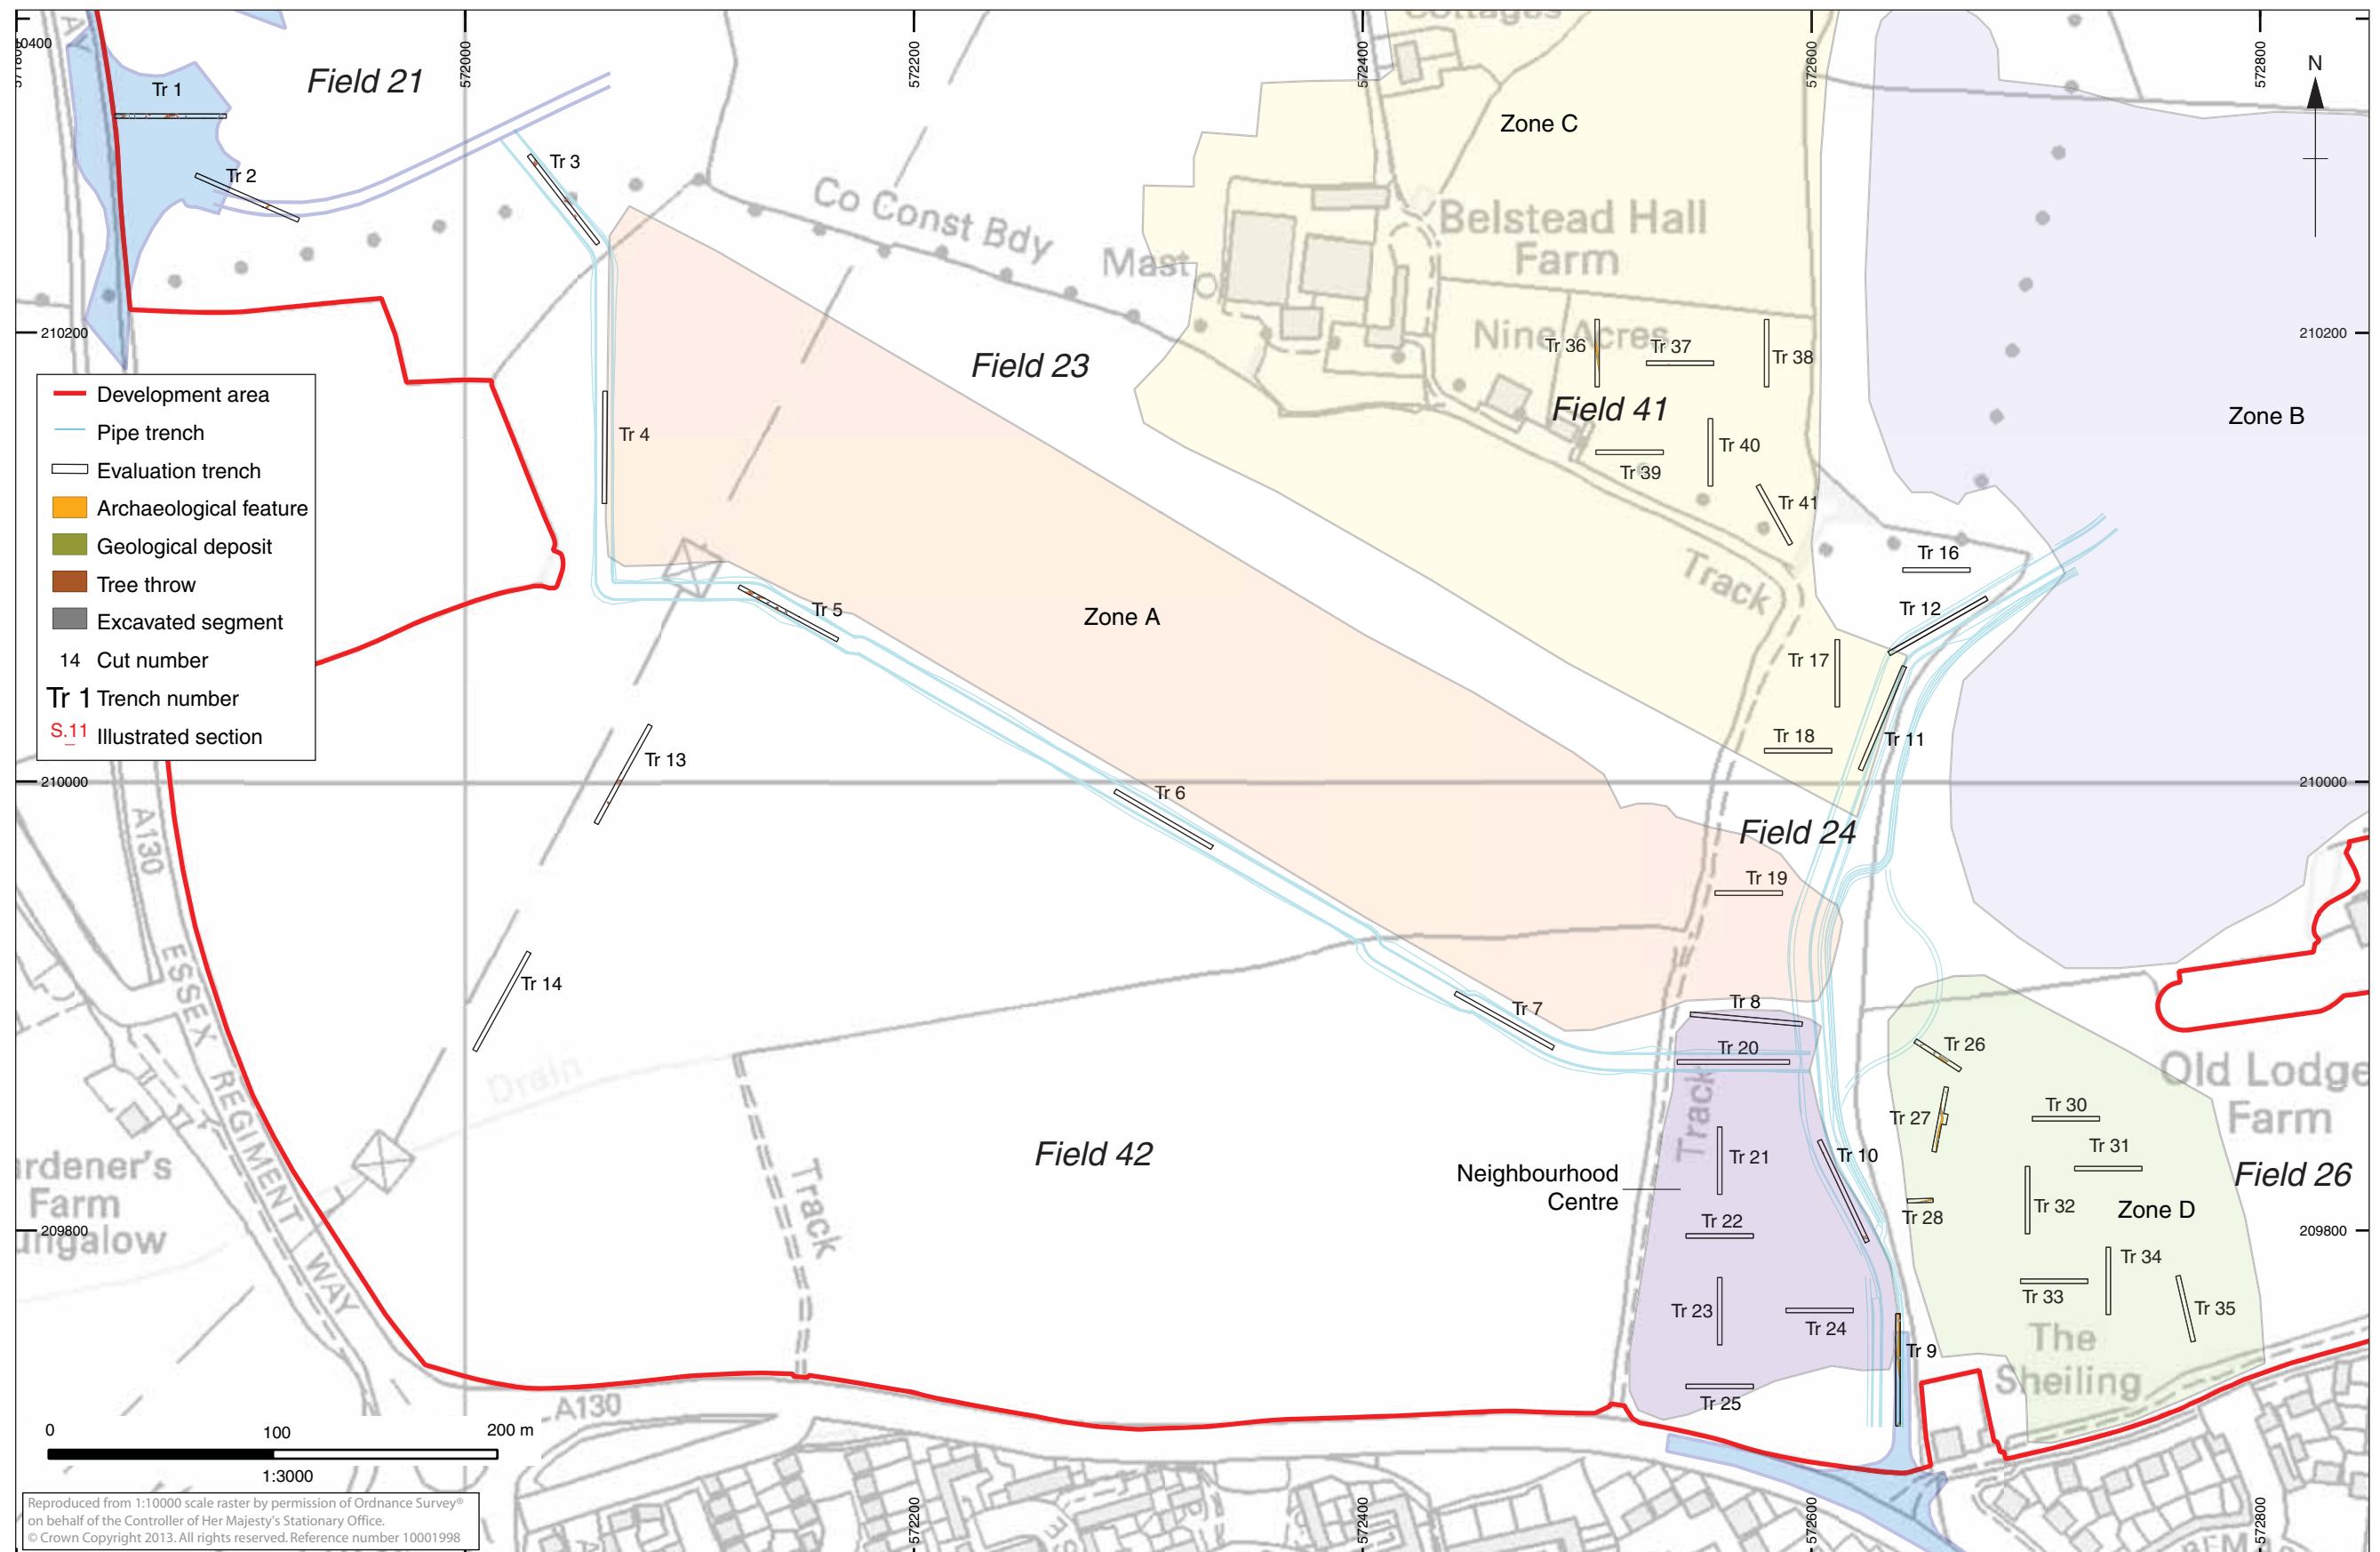 Cottages
572000
572200
572400
572600
572800
N
Tr 1
Field 21
Zone C
Tr 3
Tr 2
Co Const Bdy
Mast
Belstead Hall
Farm
210200
210200
Field 23
Nine Acres
Tr 36
Tr 37
Tr 38
Field 41
Zone B
Tr 4
Tr 40
Tr 39
Tr 41
Development area
Pipe trench
Evaluation trench
Archaeological feature
Geological deposit
Tree throw
Excavated segment
14 Cut number
Tr 1 Trench number
S.11 Illustrated section
Track
Tr 16
Tr 12
Tr 5
Zone A
Tr 17
Tr 18
Tr 11
Tr 13
210000
210000
Tr 6
A130
Field 24
Tr 19
Tr 14
Tr 7
Tr 8
Tr 20
Tr 26
ESSEX REGIMENT WAY
Drain
Track
Old Lodge
Farm
Tr 27
Tr 30
Tr 31
Field 42
Tr 21
Tr 10
Neighbourhood
Centre
Field 26
Track
Farm
Tr 28
Tr 32
Zone D
209800
209800
Tr 22
Tr 34
Tr 23
Tr 24
Tr 33
Tr 35
Tr 9
The
Sheiling
Tr 25
A130
0 100 200 m
1:3000
Reproduced from 1:10000 scale raster by permission of Ordnance Survey®
on behalf of the Controller of Her Majesty's Stationary Office.
© Crown Copyright 2013. All rights reserved. Reference number 10001998
572200
572400
572600
572800